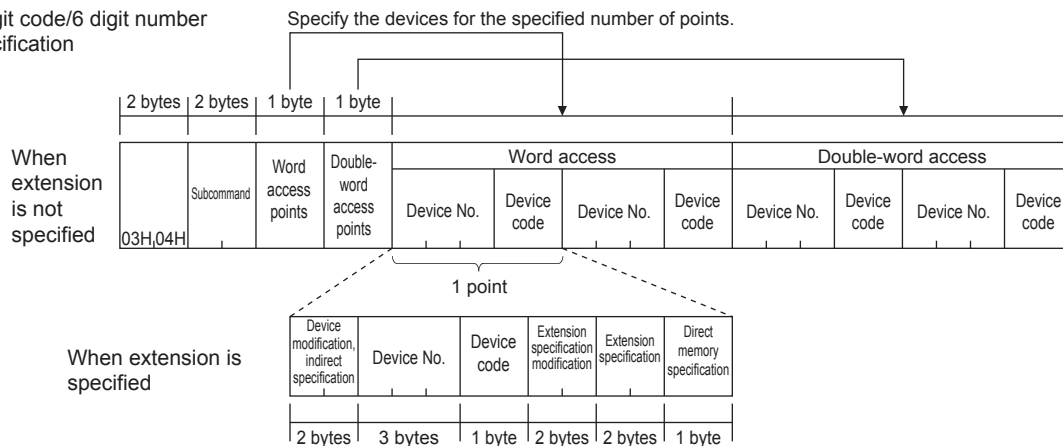 git code/6 digit number
cification
Specify the devices for the specified number of points.
2 bytes 2 bytes 1 byte 1 byte
When
extension
is not
specified
03H 04H
Subcommand
Word
access
points
Double-
word
access
points
Word access
Double-word access
Device No.
Device
code
Device No.
Device
code
Device No.
Device
code
Device No.
Device
code
1 point
When extension is
specified
Device
modification,
indirect
specification
Device No.
Device
code
Extension
specification
modification
Extension
specification
Direct
memory
specification
2 bytes 3 bytes 1 byte 2 bytes 2 bytes 1 byte